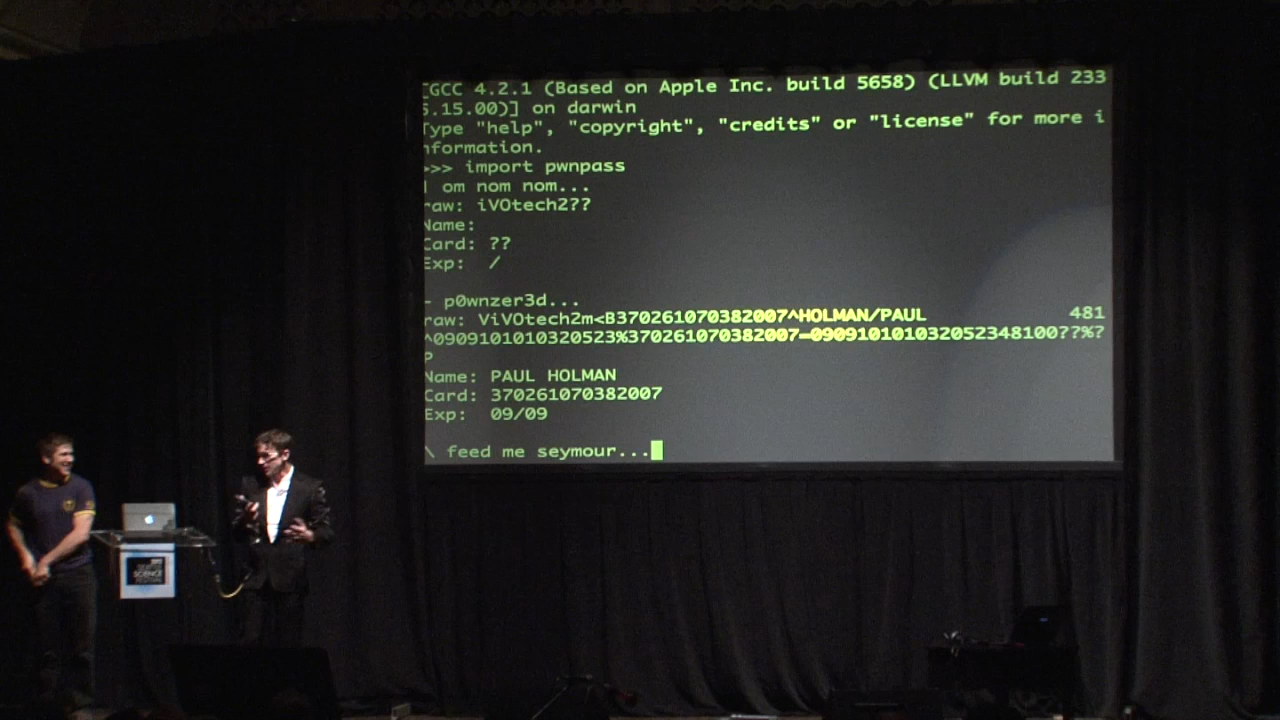 [GCC 4.2.1 (Based on Apple Inc. build 5658) (LLVM build 233
5.15.00)] on darwin
Type "help", "copyright", "credits" or "license" for more i
nformation.
>>> import pwnpass
| om nom nom...
raw: iVOtech2??
Name:
Card: ??
Exp: /
- p0wnzer3d...
raw: ViVOtech2m<B370261070382007^HOLMAN/PAUL 481
^0909101010320523%370261070382007=090910101032052348100??%?
P
Name: PAUL HOLMAN
Card: 370261070382007
Exp: 09/09
\ feed me seymour...
SCIENCE